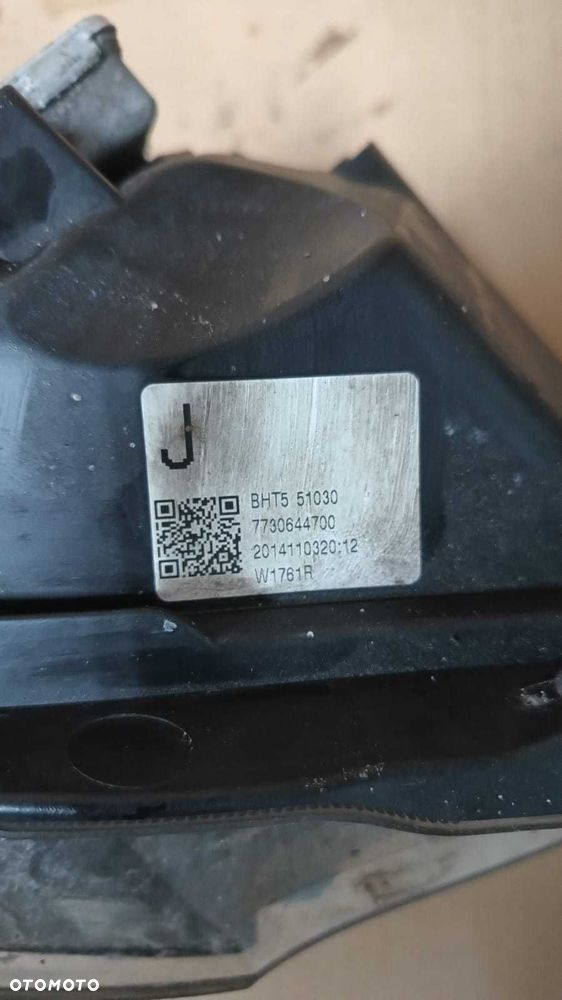 J
BHT5 51030
7730644700
2014110320:12
W1761R
OTOMOTO